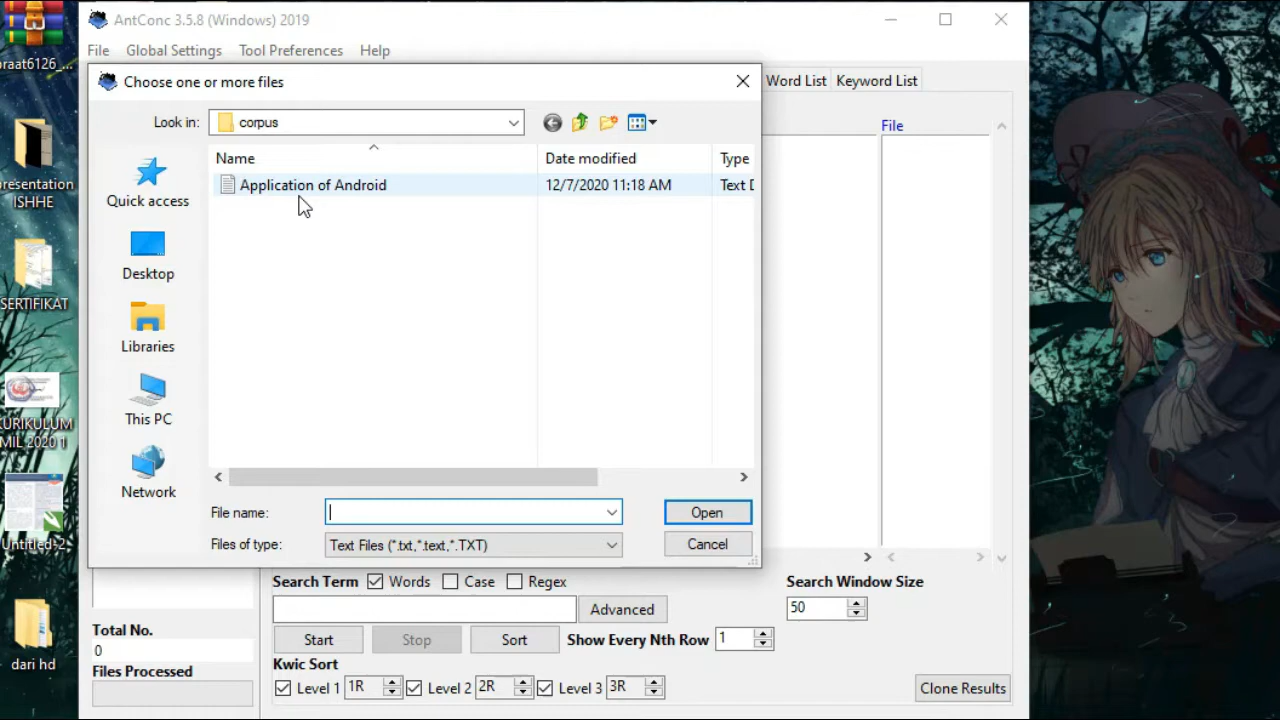 AntConc 3.5.8 (Windows) 2019
File Global Settings Tool Preferences Help
Choose one or more files
Word List Keyword List
Look in: corpus
File
Name Date modified Type
Application of Android 12/7/2020 11:18 AM Text D
Quick access
Desktop
Libraries
This PC
Network
File name: Open
Files of type: Text Files (*.txt,*.text,*.TXT) Cancel
Search Term Words Case Regex Search Window Size
Advanced 50
Total No.
0
Start Stop Sort Show Every Nth Row 1
Files Processed
Kwic Sort
Level 1 1R Level 2 2R Level 3 3R Clone Results
praat6126_...
presentation
ISHHE
SERTIFIKAT
KURIKULUM
MIL 2020 1
Untitled-2
dari hd